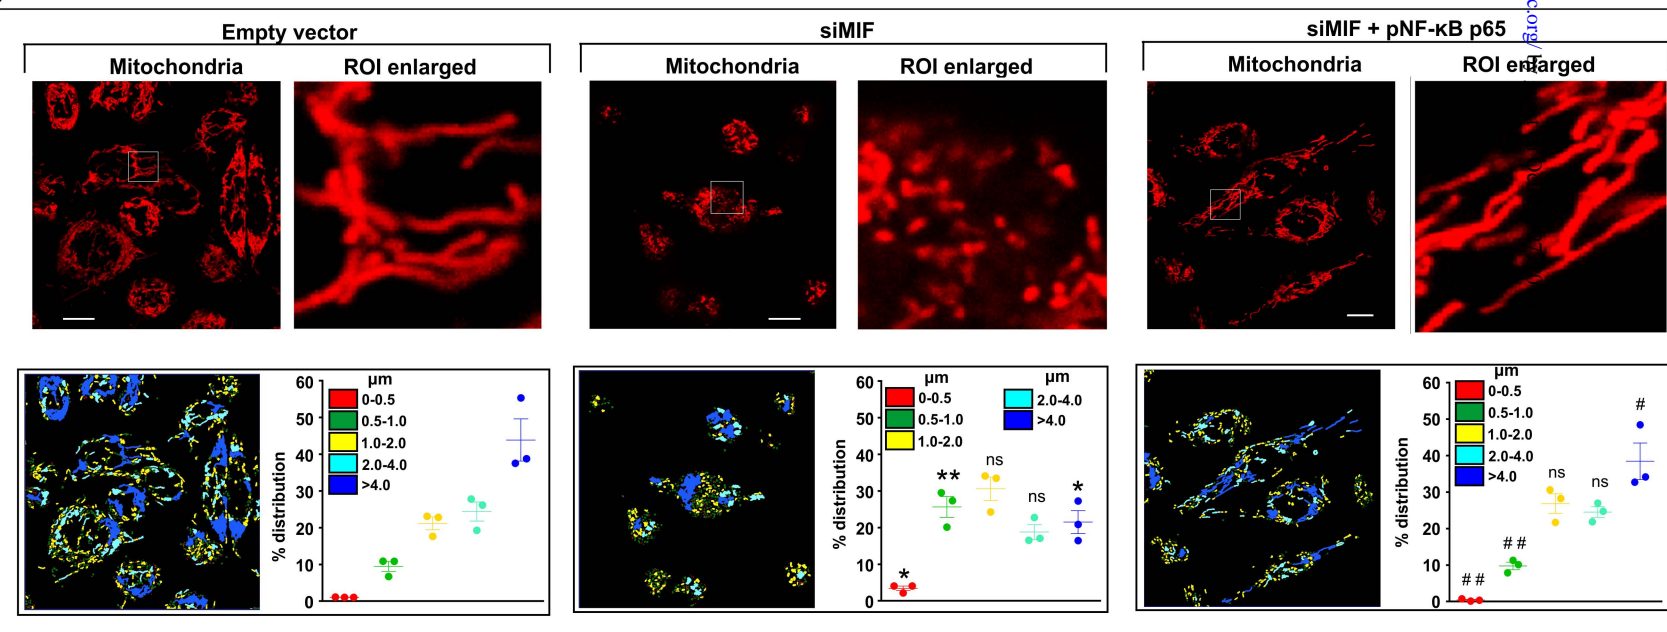 Empty vector
Mitochondria
ROI enlarged
siMIF
Mitochondria
ROI enlarged
siMIF + pNF-κB p65
Mitochondria
ROI enlarged
c.org/
% distribution
60
50
40
30
20
10
0
µm
0-0.5
0.5-1.0
1.0-2.0
2.0-4.0
>4.0
% distribution
60
50
40
30
20
10
0
µm
0-0.5
0.5-1.0
1.0-2.0
µm
2.0-4.0
>4.0
*
**
ns
ns
*
% distribution
60
50
40
30
20
10
0
µm
0-0.5
0.5-1.0
1.0-2.0
2.0-4.0
>4.0
##
##
ns
ns
#